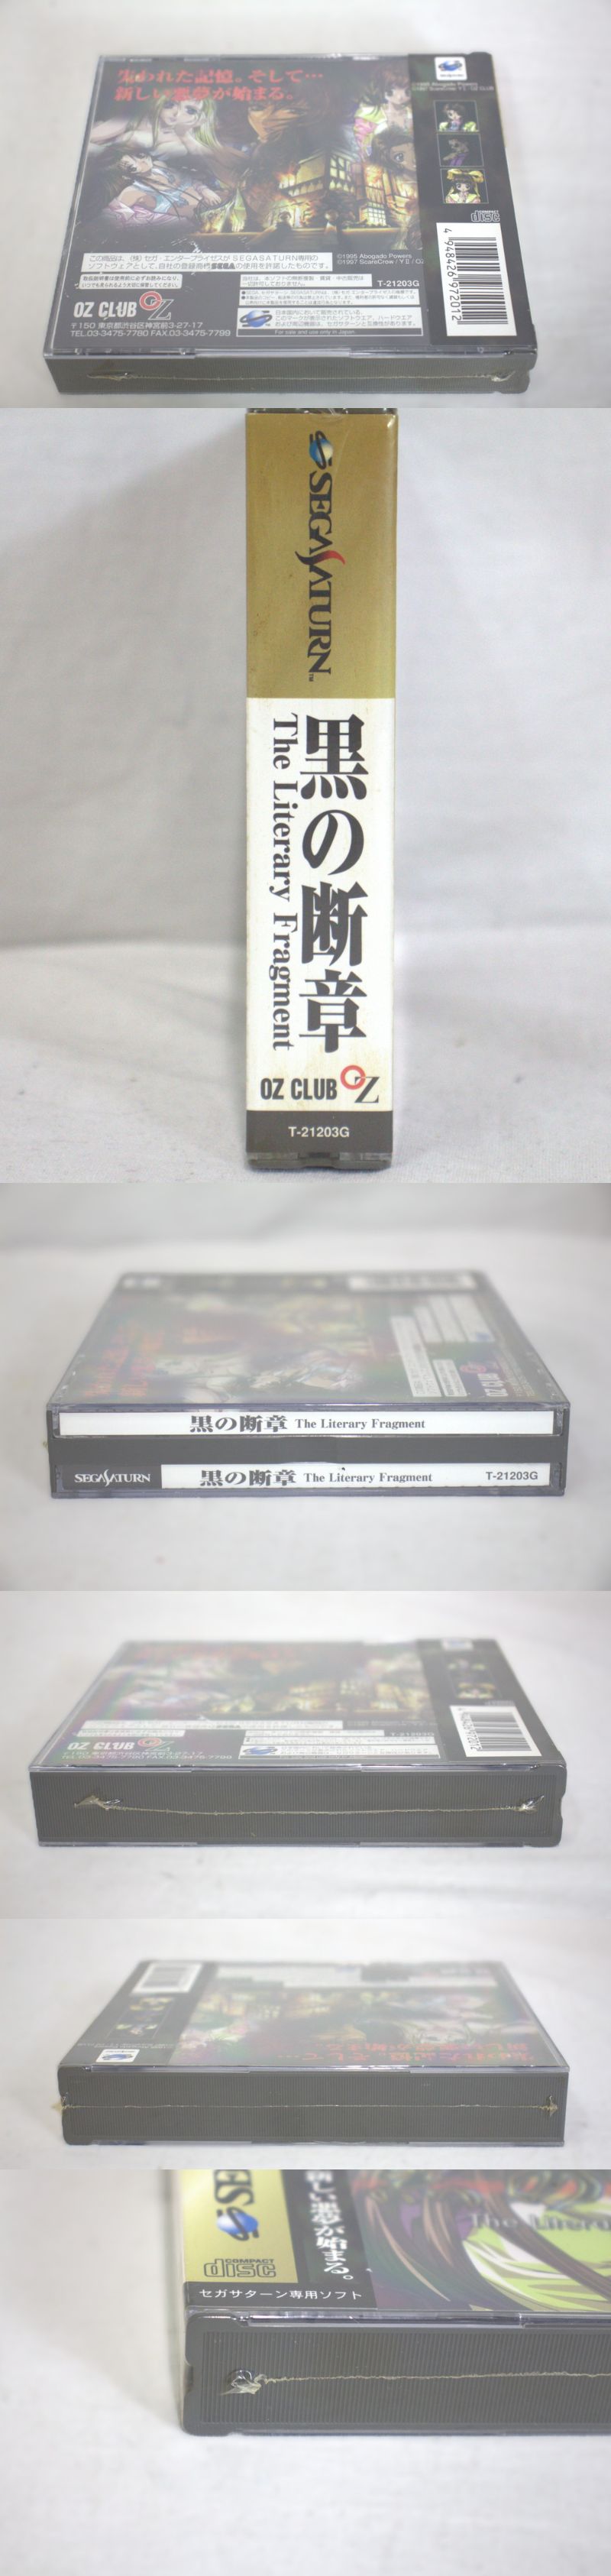 失われた記憶。そして…
新しい悪夢が始まる。
この商品は、(株)セガ・エンタープライゼスがSEGASATURN専用の
ソフトウェアとして、自社の登録商標SEGAの使用を許諾したものです。
©1995 Abogado Powers
©1997 ScareCrew / Y'S / OZ
T-21203G
OZ CLUB OZ
〒150 東京都渋谷区神宮前3-27-17
TEL.03-3475-7780 FAX.03-3475-7799
For sale and use only in Japan
4 948426 972012
SEGASATURN™
黒の断章
The Literary Fragment
OZ CLUB OZ
T-21203G
黒の断章 The Literary Fragment
SEGASATURN 黒の断章 The Literary Fragment T-21203G
OZ CLUB
T-21203G
新しい悪夢が始まる。
COMPACT
disc
セガサターン専用ソフト